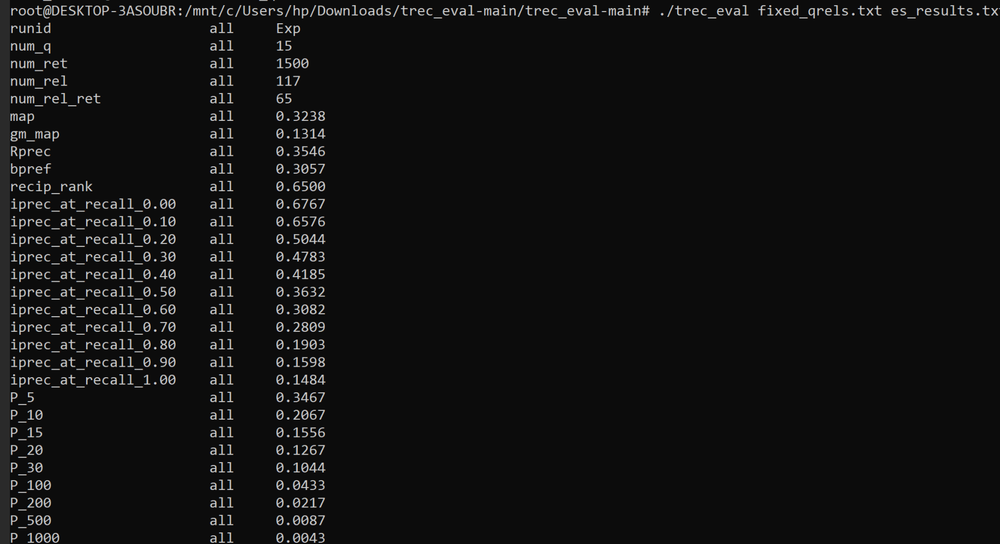 root@DESKTOP-3ASOUBR:/mnt/c/Users/hp/Downloads/trec_eval-main/trec_eval-main# ./trec_eval fixed_qrels.txt es_results.tx
runid all Exp
num_q all 15
num_ret all 1500
num_rel all 117
num_rel_ret all 65
map all 0.3238
gm_map all 0.1314
Rprec all 0.3546
bpref all 0.3057
recip_rank all 0.6500
iprec_at_recall_0.00 all 0.6767
iprec_at_recall_0.10 all 0.6576
iprec_at_recall_0.20 all 0.5044
iprec_at_recall_0.30 all 0.4783
iprec_at_recall_0.40 all 0.4185
iprec_at_recall_0.50 all 0.3632
iprec_at_recall_0.60 all 0.3082
iprec_at_recall_0.70 all 0.2809
iprec_at_recall_0.80 all 0.1903
iprec_at_recall_0.90 all 0.1598
iprec_at_recall_1.00 all 0.1484
P_5 all 0.3467
P_10 all 0.2067
P_15 all 0.1556
P_20 all 0.1267
P_30 all 0.1044
P_100 all 0.0433
P_200 all 0.0217
P_500 all 0.0087
P_1000 all 0.0043